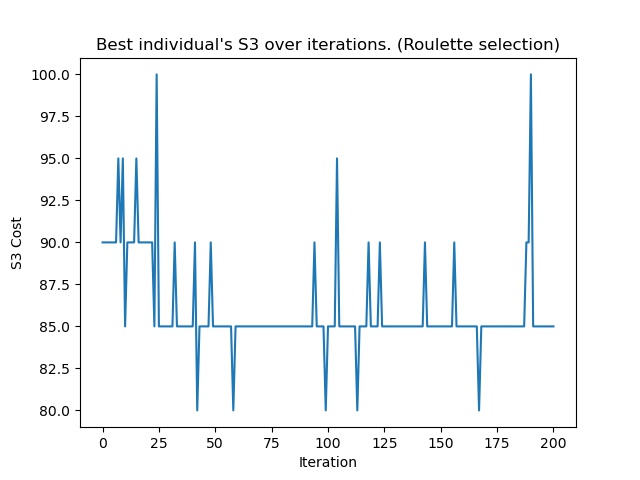 Best individual's S3 over iterations. (Roulette selection)
100.0
97.5
95.0
92.5
90.0
87.5
85.0
82.5
80.0
S3 Cost
0 25 50 75 100 125 150 175 200
Iteration